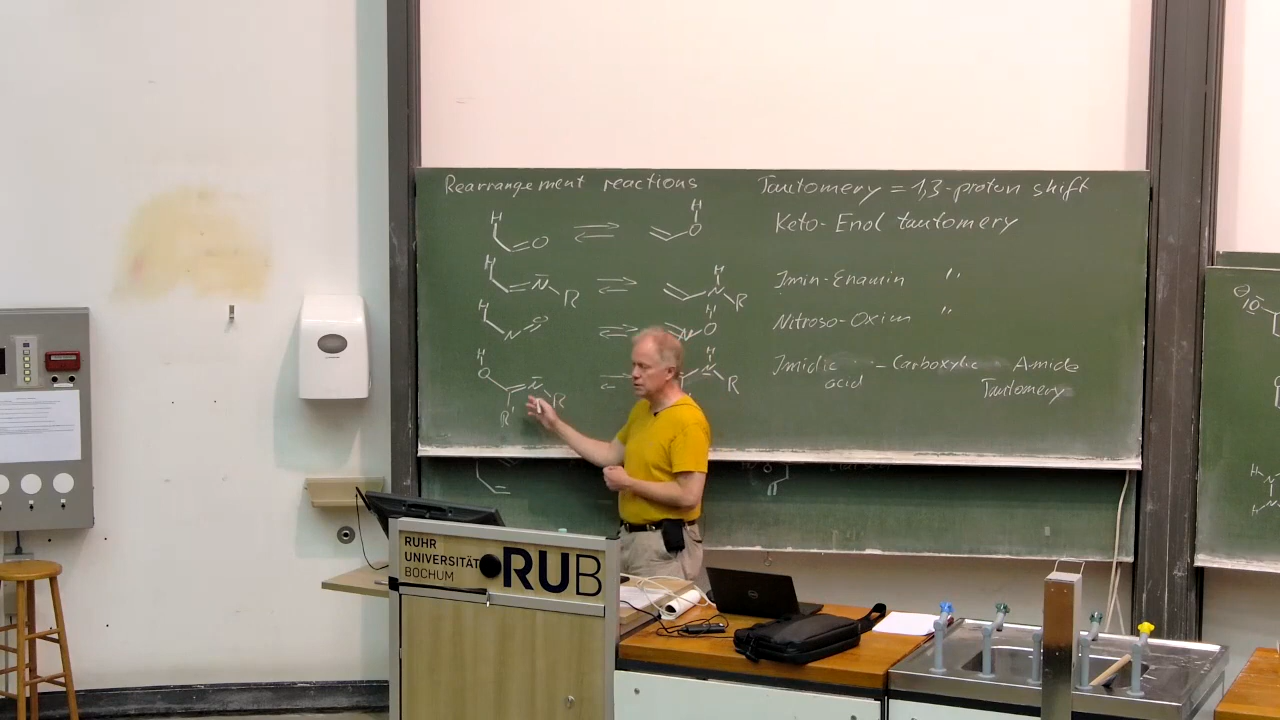 Rearrangement reactions
Tautomery = 1,3-proton shift
H
O
H
O
Keto-Enol tautomery
H
N
R
H
N
R
Imin-Enamin "
H
N
O
H
N
O
Nitroso-Oxim "
H
O
N
R
R'
H
N
R
Imidic - Carboxylic Amide
acid Tautomery
⊖
|O
H
N
N
H
RUHR
UNIVERSITÄT
BOCHUM
RUB
DELL